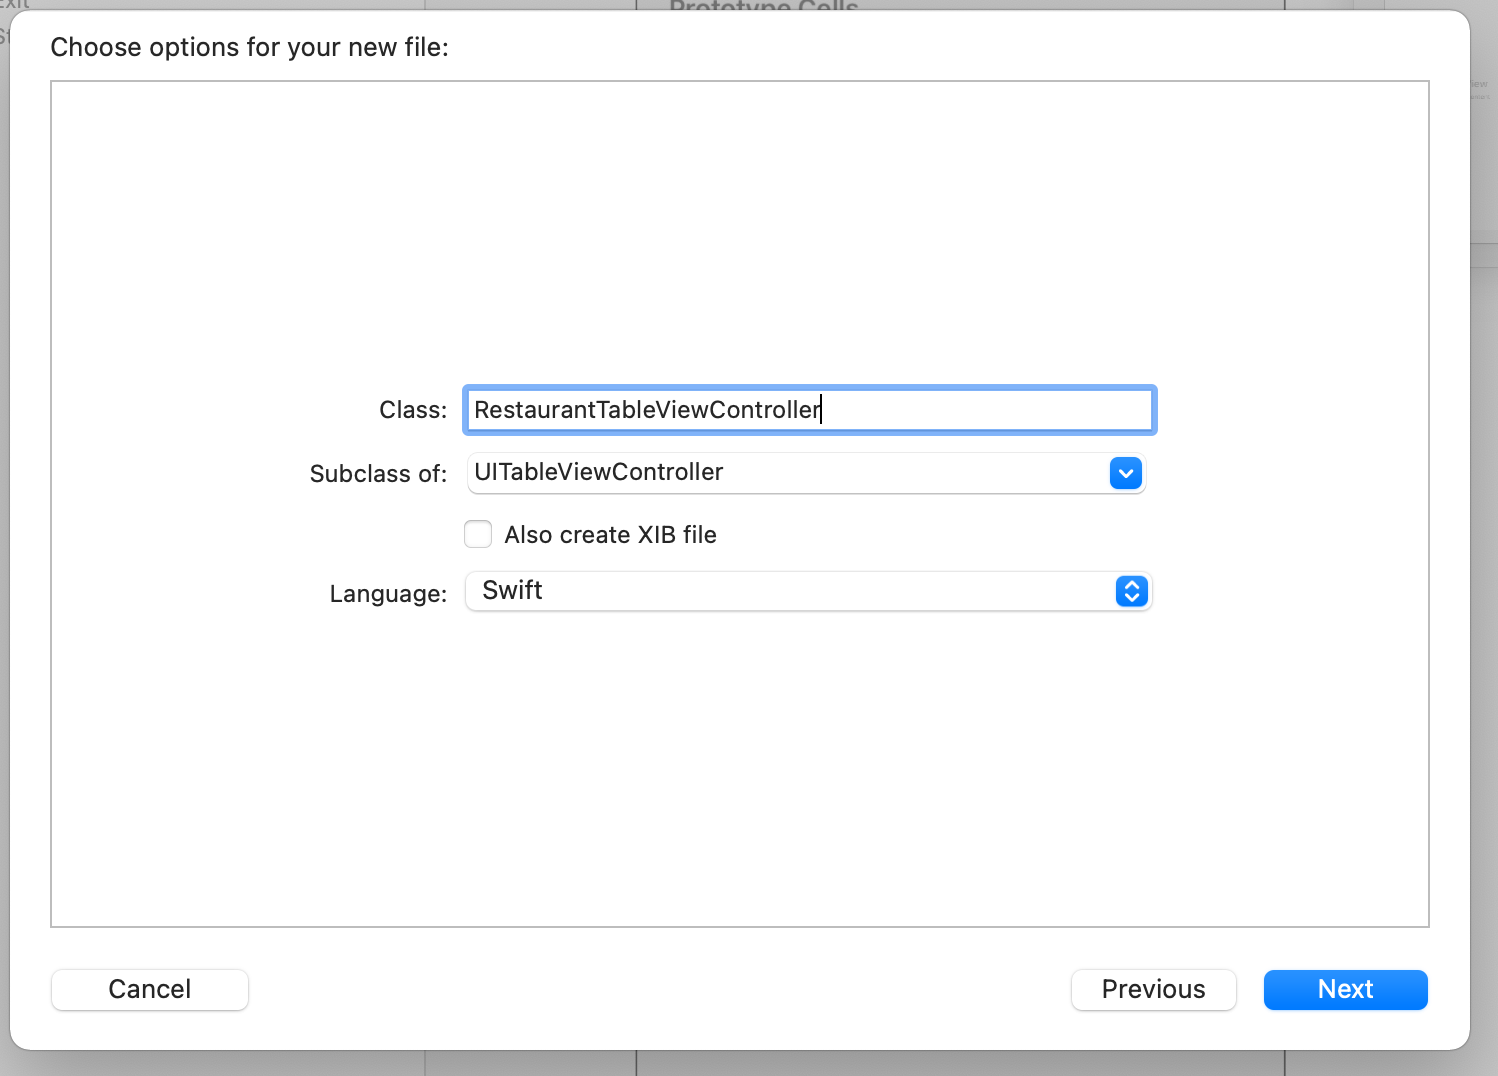 Exit
Prototype Cells
Choose options for your new file:
Class: RestaurantTableViewController
Subclass of: UITableViewController
Also create XIB file
Language: Swift
Cancel Previous Next